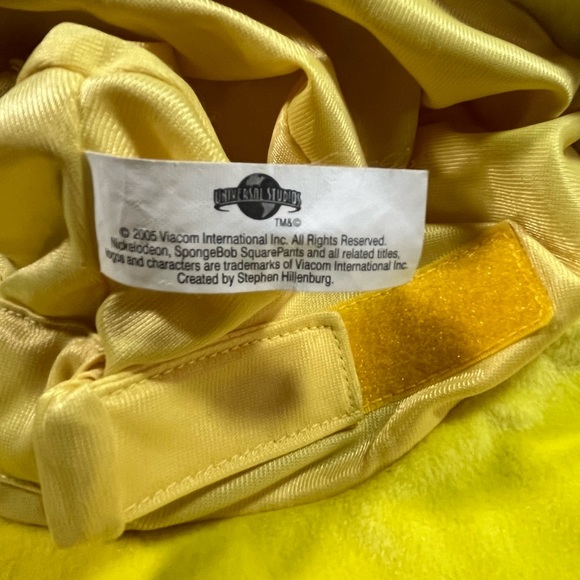 UNIVERSAL STUDIOS
TM&©
© 2005 Viacom International Inc. All Rights Reserved.
Nickelodeon, SpongeBob SquarePants and all related titles,
logos and characters are trademarks of Viacom International Inc.
Created by Stephen Hillenburg.